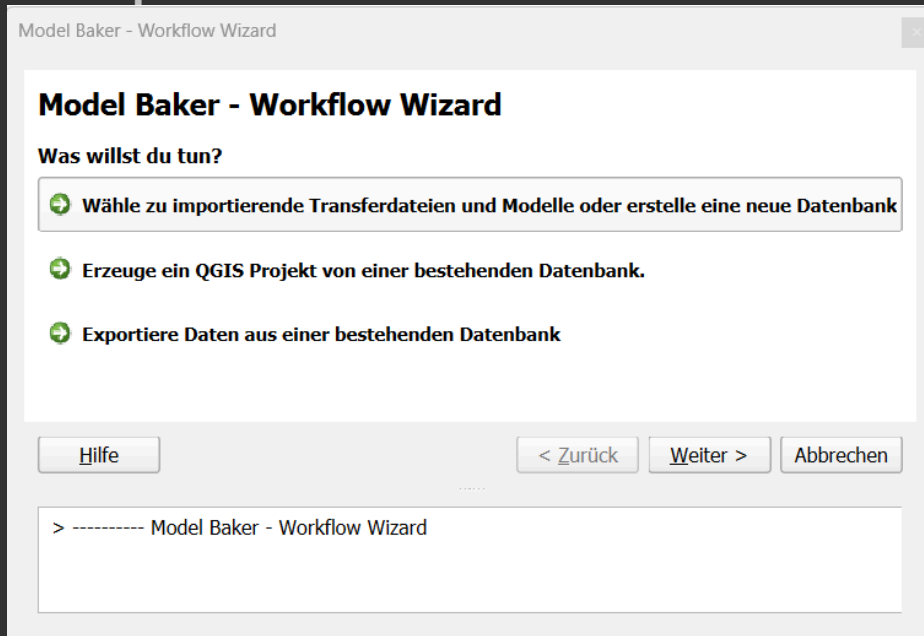 Model Baker - Workflow Wizard
Model Baker - Workflow Wizard
Was willst du tun?
Wähle zu importierende Transferdateien und Modelle oder erstelle eine neue Datenbank
Erzeuge ein QGIS Projekt von einer bestehenden Datenbank.
Exportiere Daten aus einer bestehenden Datenbank
Hilfe
< Zurück
Weiter >
Abbrechen
> ---------- Model Baker - Workflow Wizard